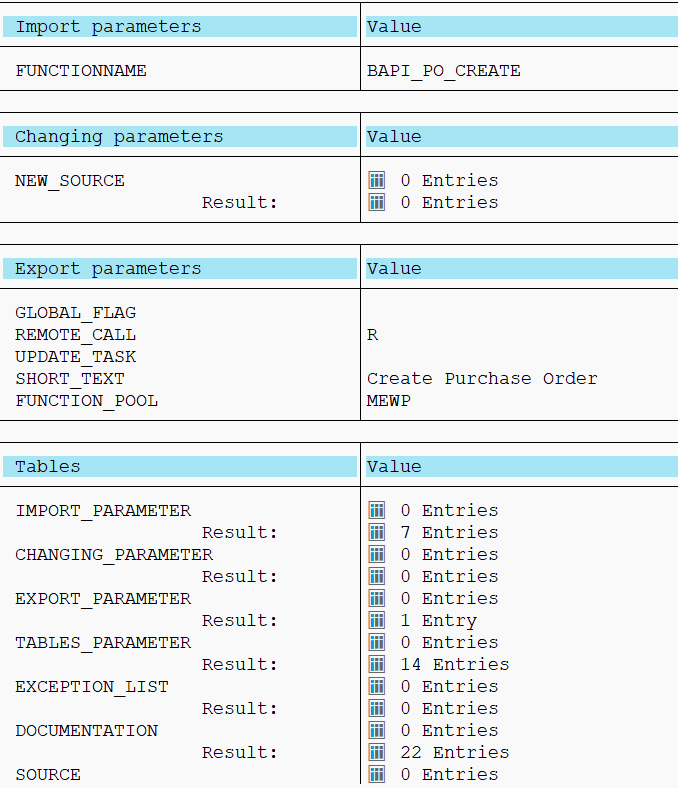 Import parameters Value
FUNCTIONNAME BAPI_PO_CREATE
Changing parameters Value
NEW_SOURCE 0 Entries
Result: 0 Entries
Export parameters Value
GLOBAL_FLAG
REMOTE_CALL R
UPDATE_TASK
SHORT_TEXT Create Purchase Order
FUNCTION_POOL MEWP
Tables Value
IMPORT_PARAMETER 0 Entries
Result: 7 Entries
CHANGING_PARAMETER 0 Entries
Result: 0 Entries
EXPORT_PARAMETER 0 Entries
Result: 1 Entry
TABLES_PARAMETER 0 Entries
Result: 14 Entries
EXCEPTION_LIST 0 Entries
Result: 0 Entries
DOCUMENTATION 0 Entries
Result: 22 Entries
SOURCE 0 Entries